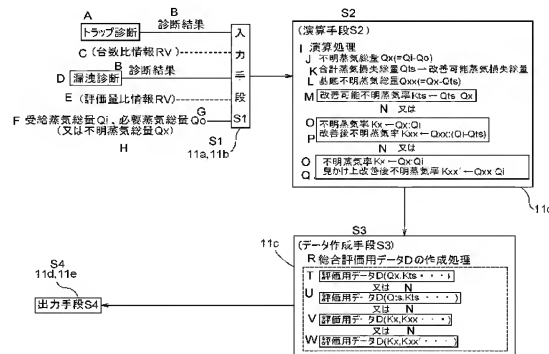 A
トラップ診断
B
診断結果
C (台数比情報RV)
D 漏洩診断
B
診断結果
E (評価量比情報RV)
F 受給蒸気総量Qi、必要蒸気総量Qo
G
(又は不明蒸気総量Qx)
H
入力手段
S1
S1
11a, 11b
S2
(演算手段S2)
I 演算処理
J 不明蒸気総量Qx(=Qi-Qo)
K 合計蒸気損失総量Qts→改善可能蒸気損失総量
L 基底不明蒸気総量Qxx(=Qx-Qts)
M 改善可能不明蒸気率Kts←Qts:Qx
N 又は
O 不明蒸気率Kx←Qx:Qi
P 改善後不明蒸気率Kxx←Qxx:(Qi-Qts)
N 又は
O 不明蒸気率Kx←Qx:Qi
Q 見かけ上改善後不明蒸気率Kxx'←Qxx:Qi
11c
S3
11c
(データ作成手段S3)
R 総合評価用データDの作成処理
T 評価用データD(Qx,Kts・・・・)
又は N
U 評価用データD(Qts,Kts・・・・)
又は N
V 評価用データD(Kx,Kxx・・・・)
又は N
W 評価用データD(Kx,Kxx'・・・・)
S4
11d, 11e
出力手段S4